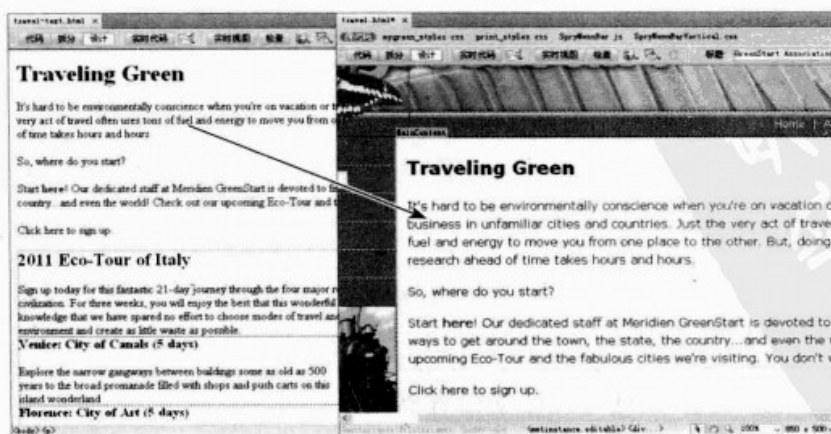 travel-text.html ×
代码 拆分 设计 实时代码 实时视图 检查
Traveling Green
It's hard to be environmentally conscience when you're on vacation or
very act of travel often uses tons of fuel and energy to move you from
of time takes hours and hours
So, where do you start?
Start here! Our dedicated staff at Meridien GreenStart is devoted to
country...and even the world! Check out our upcoming Eco-Tour and
Click here to sign up.
2011 Eco-Tour of Italy
Sign up today for this fantastic 21-day journey through the four major
civilization. For three weeks, you will enjoy the best that this wonderful
knowledge that we have spared no effort to choose modes of travel and
environment and create as little waste as possible.
Venice: City of Canals (5 days)
Explore the narrow gangways between buildings some as old as 500
years to the broad promanade filled with shops and push carts on this
island wonderland
Florence: City of Art (5 days)
<body> <p>
travel.html* ×
mygreen_styles.css print_styles.css SpryMenuBar.js SpryMenuBarVertical.css
代码 拆分 设计 实时代码 实时视图 检查 标题: GreenStart Association
Home |
MainContent
Traveling Green
It's hard to be environmentally conscience when you're on vacation
business in unfamiliar cities and countries. Just the very act of
fuel and energy to move you from one place to the other. But, doing
research ahead of time takes hours and hours.
So, where do you start?
Start here! Our dedicated staff at Meridien GreenStart is devoted to
ways to get around the town, the state, the country...and even the
upcoming Eco-Tour and the fabulous cities we're visiting. You don't
Click here to sign up.
<mmtinstance:editable> <div...> 100% 850 x 500